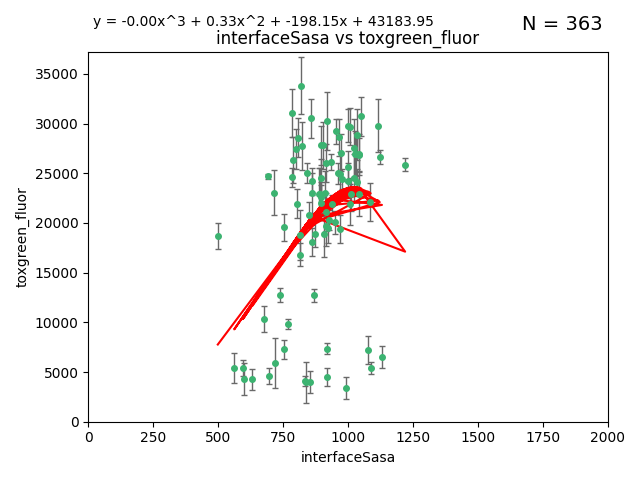 y = -0.00x^3 + 0.33x^2 + -198.15x + 43183.95
N = 363
interfaceSasa vs toxgreen_fluor
35000
30000
25000
20000
15000
10000
5000
0
toxgreen_fluor
0 250 500 750 1000 1250 1500 1750 2000
interfaceSasa